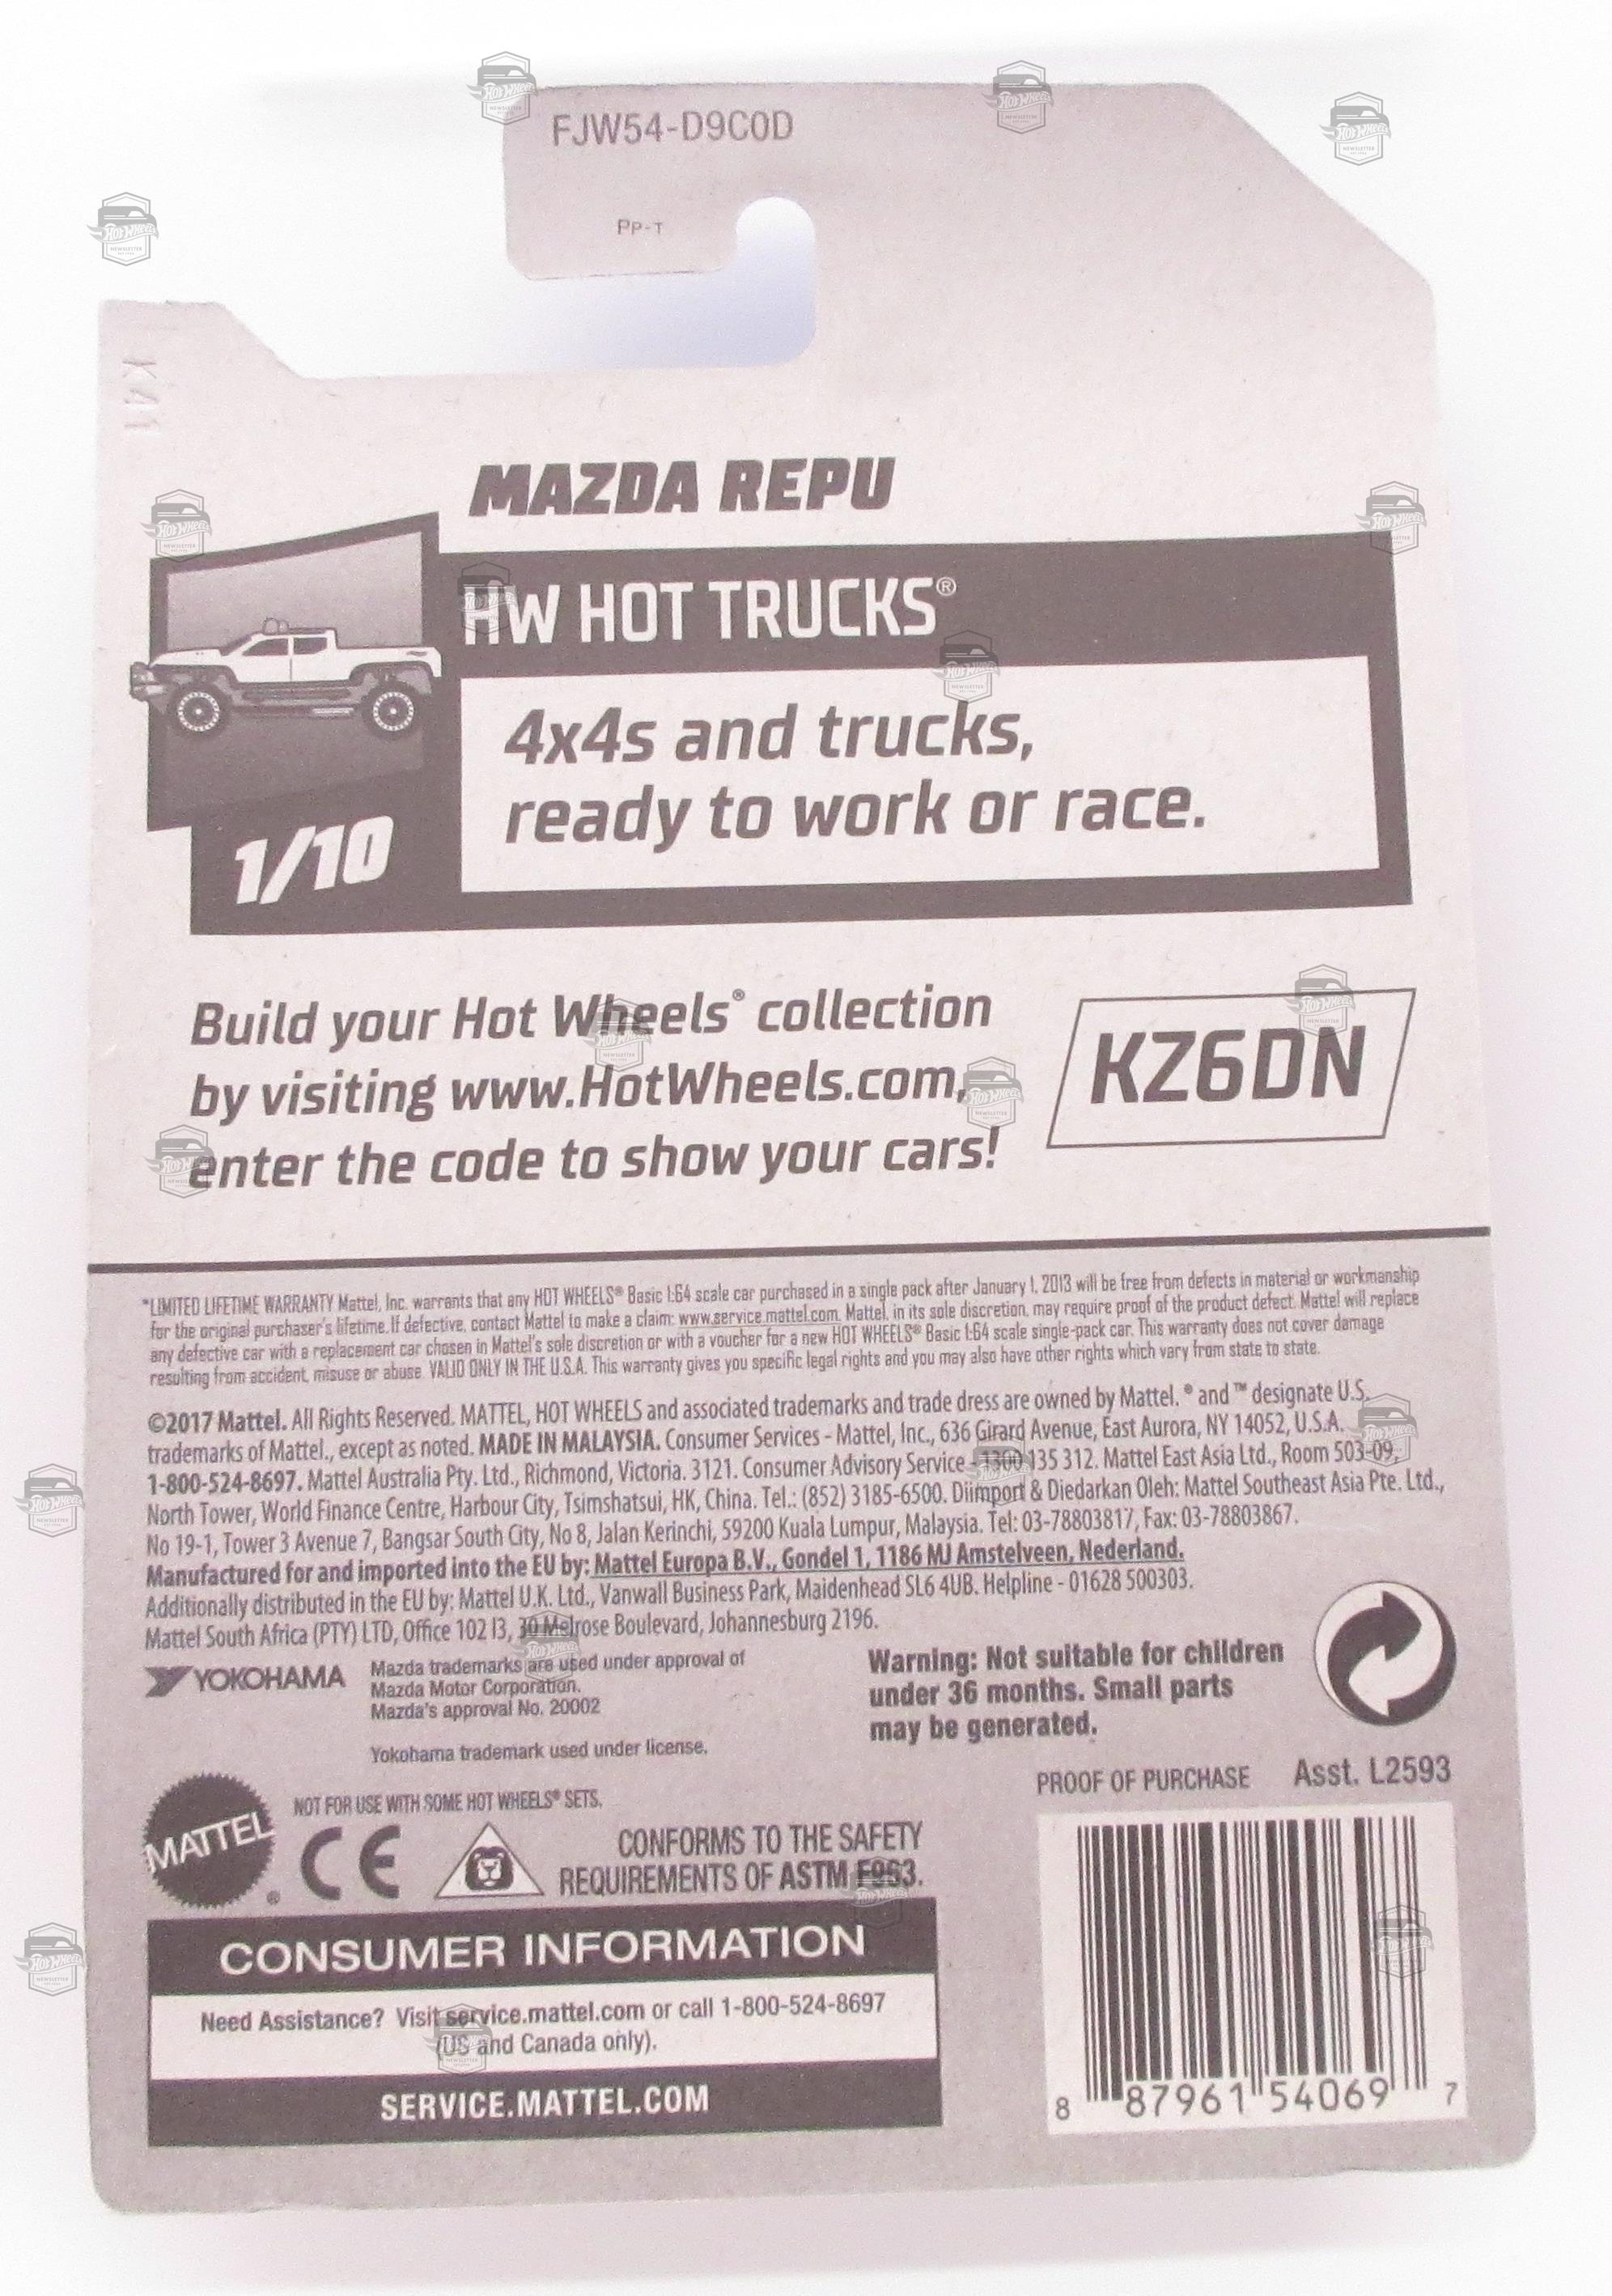 FJW54-D9C0D
PP-T
K 41
MAZDA REPU
HW HOT TRUCKS®
4x4s and trucks,
ready to work or race.
1/10
Build your Hot Wheels® collection
by visiting www.HotWheels.com,
enter the code to show your cars!
KZ6DN
*LIMITED LIFETIME WARRANTY Mattel, Inc. warrants that any HOT WHEELS® Basic 1:64 scale car purchased in a single pack after January 1, 2013 will be free from defects in material or workmanship
for the original purchaser's lifetime. If defective, contact Mattel to make a claim: www.service.mattel.com. Mattel, in its sole discretion, may require proof of the product defect. Mattel will replace
any defective car with a replacement car chosen in Mattel's sole discretion or with a voucher for a new HOT WHEELS® Basic 1:64 scale single-pack car. This warranty does not cover damage
resulting from accident, misuse or abuse. VALID ONLY IN THE U.S.A. This warranty gives you specific legal rights and you may also have other rights which vary from state to state.
©2017 Mattel. All Rights Reserved. MATTEL, HOT WHEELS and associated trademarks and trade dress are owned by Mattel. ® and ™ designate U.S.
trademarks of Mattel., except as noted. MADE IN MALAYSIA. Consumer Services - Mattel, Inc., 636 Girard Avenue, East Aurora, NY 14052, U.S.A.
1-800-524-8697. Mattel Australia Pty. Ltd., Richmond, Victoria. 3121. Consumer Advisory Service - 1300 135 312. Mattel East Asia Ltd., Room 503-09,
North Tower, World Finance Centre, Harbour City, Tsimshatsui, HK, China. Tel.: (852) 3185-6500. Diimport & Diedarkan Oleh: Mattel Southeast Asia Pte. Ltd.,
No 19-1, Tower 3 Avenue 7, Bangsar South City, No 8, Jalan Kerinchi, 59200 Kuala Lumpur, Malaysia. Tel: 03-78803817, Fax: 03-78803867.
Manufactured for and imported into the EU by: Mattel Europa B.V., Gondel 1, 1186 MJ Amstelveen, Nederland.
Additionally distributed in the EU by: Mattel U.K. Ltd., Vanwall Business Park, Maidenhead SL6 4UB. Helpline - 01628 500303.
Mattel South Africa (PTY) LTD, Office 102 I3, 30 Melrose Boulevard, Johannesburg 2196.
YOKOHAMA
Mazda trademarks are used under approval of
Mazda Motor Corporation.
Mazda's approval No. 20002
Yokohama trademark used under license.
Warning: Not suitable for children
under 36 months. Small parts
may be generated.
PROOF OF PURCHASE Asst. L2593
MATTEL ®
NOT FOR USE WITH SOME HOT WHEELS® SETS.
CE
CONFORMS TO THE SAFETY
REQUIREMENTS OF ASTM F963.
CONSUMER INFORMATION
Need Assistance? Visit service.mattel.com or call 1-800-524-8697
(US and Canada only).
SERVICE.MATTEL.COM
8 87961 54069 7